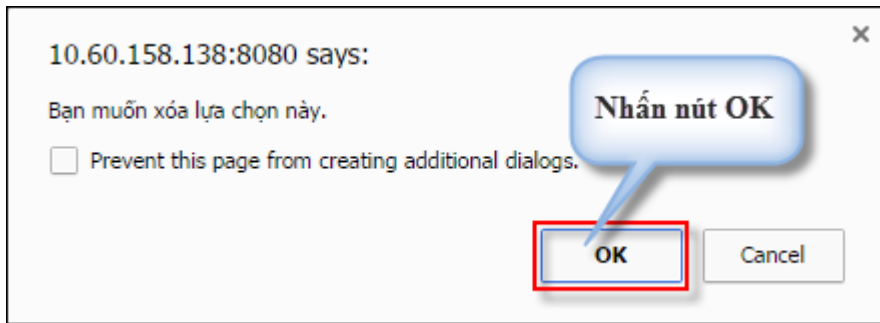 10.60.158.138:8080 says:
Bạn muốn xóa lựa chọn này.
Nhấn nút OK
Prevent this page from creating additional dialogs.
OK
Cancel